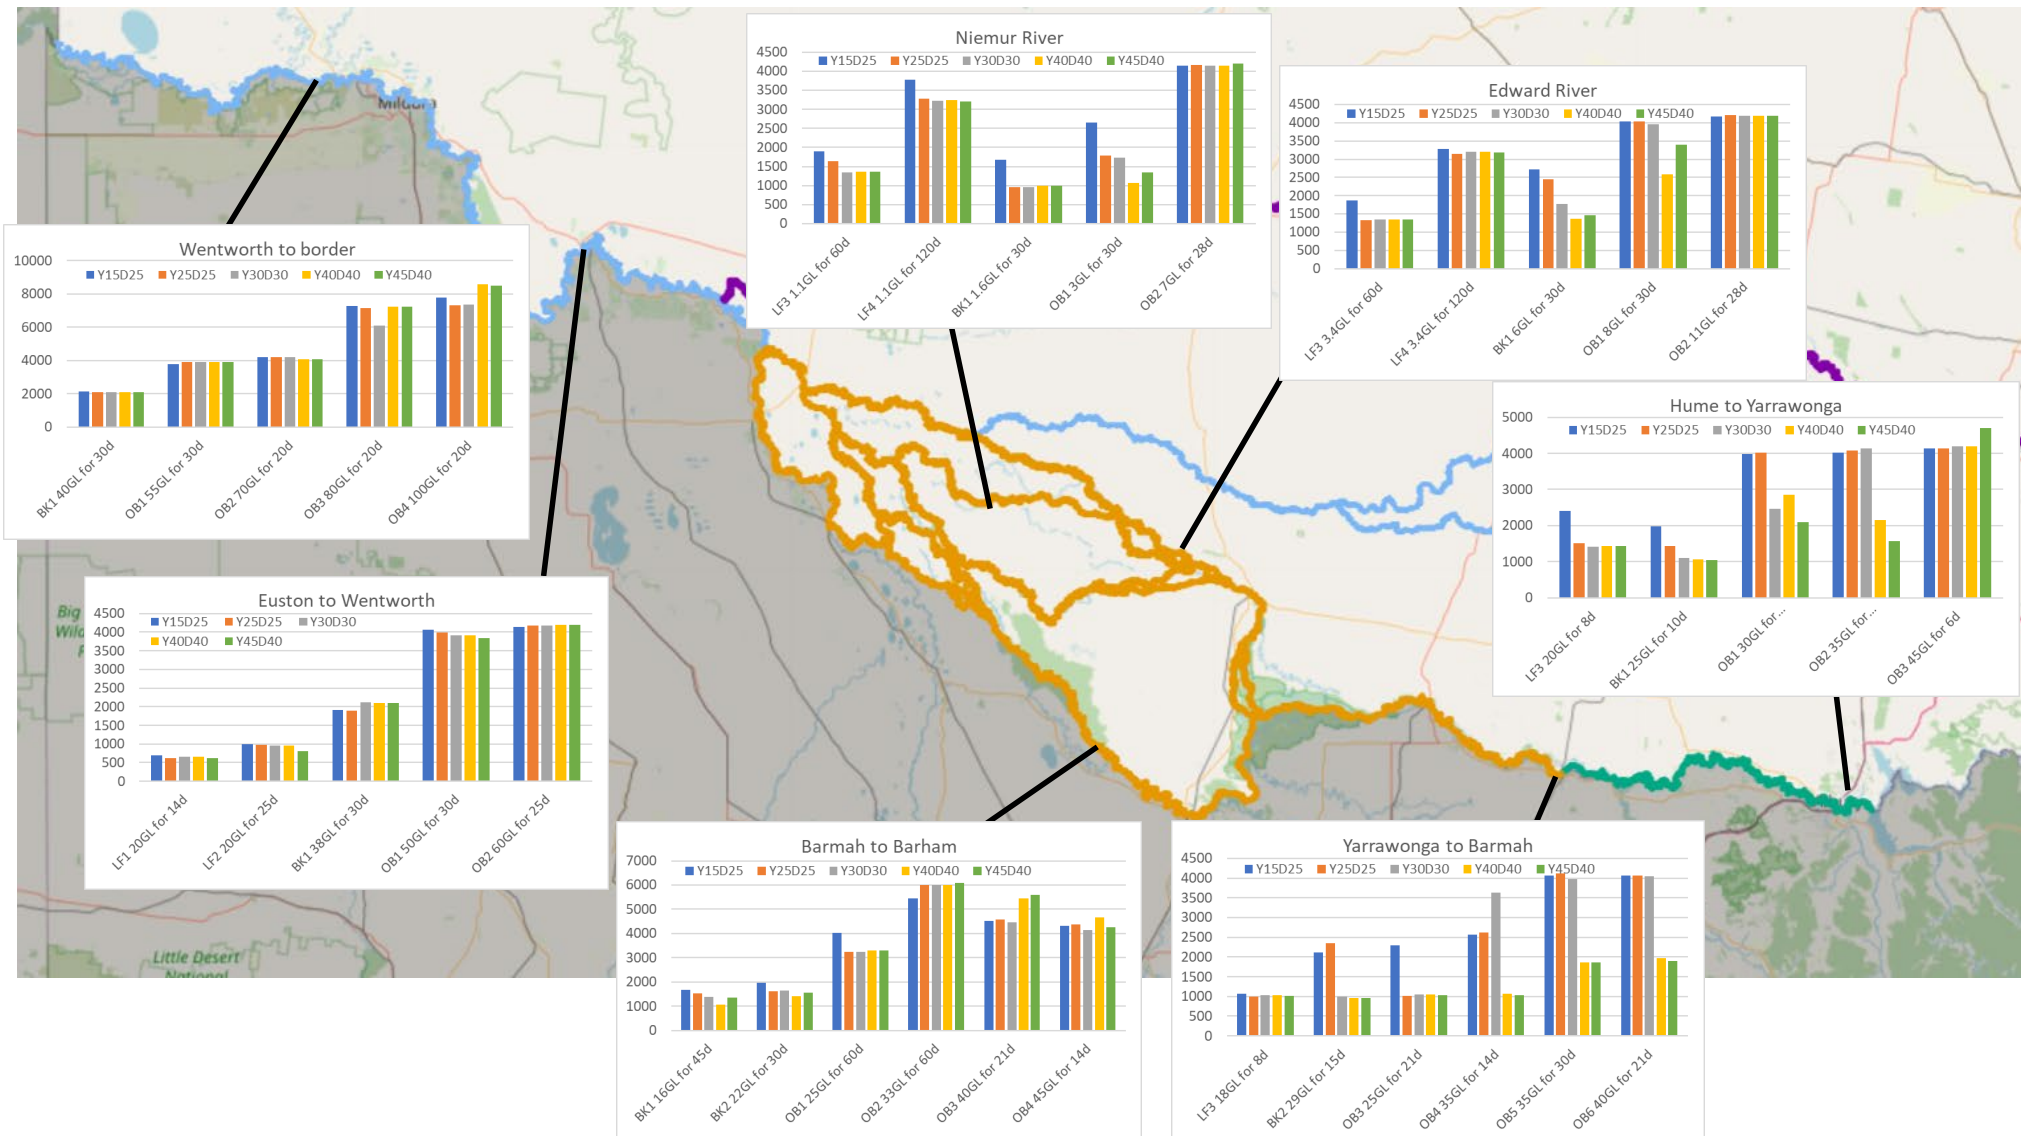 Niemur River
4500
4000
3500
3000
2500
2000
1500
1000
500
0
Y15D25 Y25D25 Y30D30 Y40D40 Y45D40
LF3 1.1GL for 60d
LF4 1.1GL for 120d
BK1 1.6GL for 30d
OB1 3GL for 30d
OB2 7GL for 28d
Edward River
4500
4000
3500
3000
2500
2000
1500
1000
500
0
Y15D25 Y25D25 Y30D30 Y40D40 Y45D40
LF3 3.4GL for 60d
LF4 3.4GL for 120d
BK1 6GL for 30d
OB1 8GL for 30d
OB2 11GL for 28d
Mildura
Wentworth to border
10000
8000
6000
4000
2000
0
Y15D25 Y25D25 Y30D30 Y40D40 Y45D40
BK1 40GL for 30d
OB1 55GL for 30d
OB2 70GL for 20d
OB3 80GL for 20d
OB4 100GL for 20d
Hume to Yarrawonga
5000
4000
3000
2000
1000
0
Y15D25 Y25D25 Y30D30 Y40D40 Y45D40
LF3 20GL for 8d
BK1 25GL for 10d
OB1 30GL for...
OB2 35GL for...
OB3 45GL for 6d
Big
Euston to Wentworth
4500
4000
3500
3000
2500
2000
1500
1000
500
0
Y15D25 Y25D25 Y30D30
Y40D40 Y45D40
LF1 20GL for 14d
LF2 20GL for 25d
BK1 38GL for 30d
OB1 50GL for 30d
OB2 60GL for 25d
Barmah to Barham
7000
6000
5000
4000
3000
2000
1000
0
Y15D25 Y25D25 Y30D30 Y40D40 Y45D40
BK1 16GL for 45d
BK2 22GL for 30d
OB1 25GL for 60d
OB2 33GL for 60d
OB3 40GL for 21d
OB4 45GL for 14d
Yarrawonga to Barmah
4500
4000
3500
3000
2500
2000
1500
1000
500
0
Y15D25 Y25D25 Y30D30 Y40D40 Y45D40
LF3 18GL for 8d
BK2 29GL for 15d
OB3 25GL for 21d
OB4 35GL for 14d
OB5 35GL for 30d
OB6 40GL for 21d
Little Desert
National